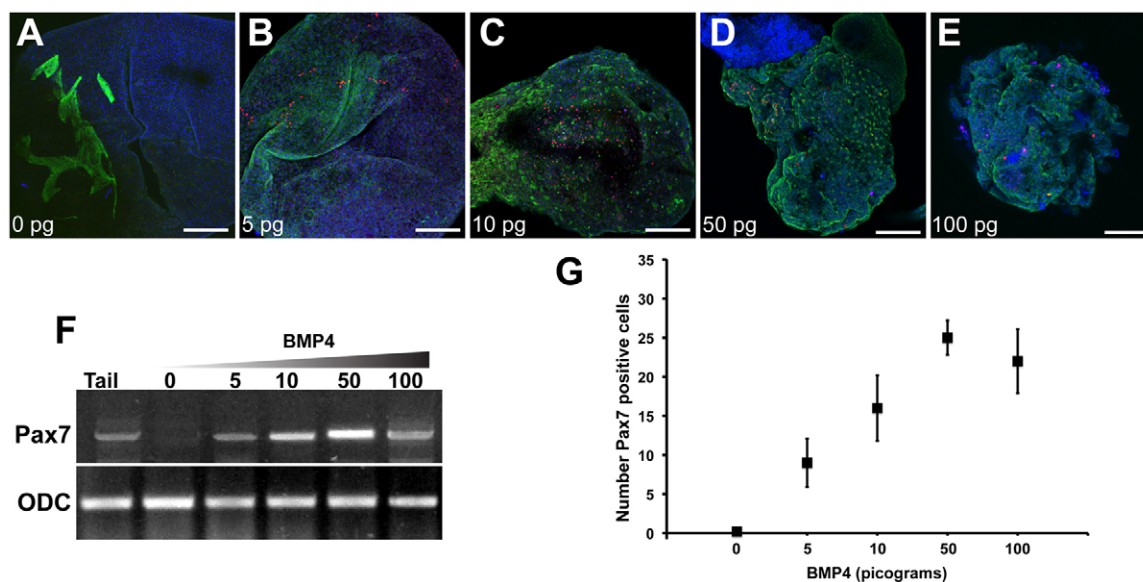 A B C D E
0 pg 5 pg 10 pg 50 pg 100 pg
F
BMP4
Tail 0 5 10 50 100
Pax7
ODC
G
Number Pax7 positive cells
35
30
25
20
15
10
5
0
0 5 10 50 100
BMP4 (picograms)